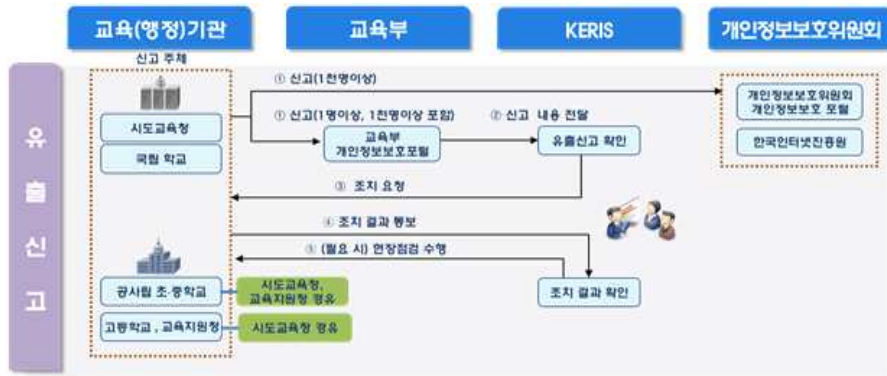 교육(행정)기관
교육부
KERIS
개인정보보호위원회
신고 주체
① 신고(1천명이상)
시도교육청
국립 학교
① 신고(1명이상, 1천명이상 포함)
② 신고 내용 전달
교육부
개인정보보호포털
유출신고 확인
개인정보보호위원회
개인정보보호 포털
한국인터넷진흥원
③ 조치 요청
④ 조치 결과 통보
⑤ (필요 시) 현장점검 수행
공사립 초·중학교
시도교육청,
교육지원청 경유
조치 결과 확인
고등학교, 교육지원청
시도교육청 경유
유
출
신
고